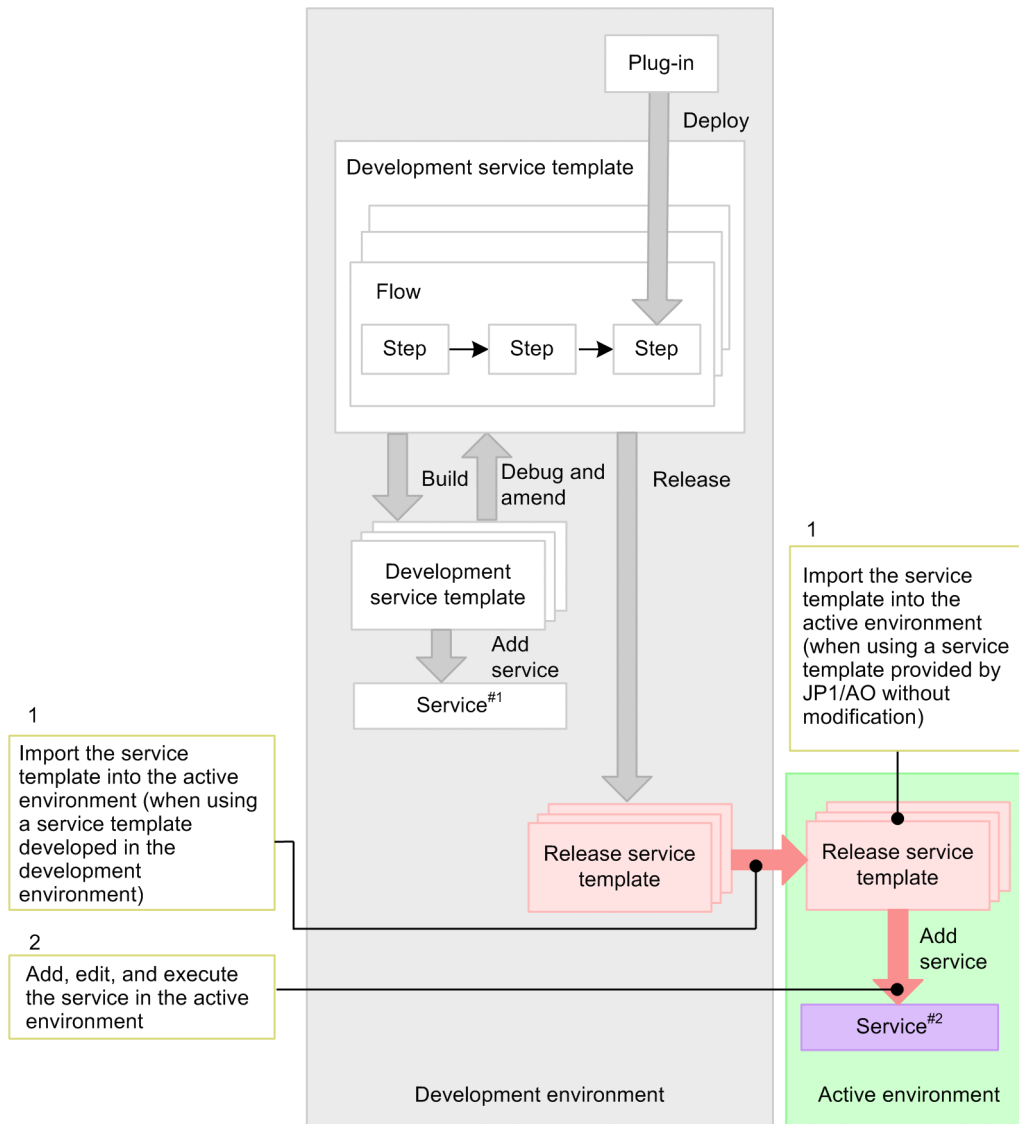 Plug-in
Deploy
Development service template
Flow
Step
Step
Step
Build
Debug and
amend
Release
Development
service template
Add
service
Service#1
1
Import the service
template into the
active environment
(when using a service
template provided by
JP1/AO without
modification)
1
Import the service
template into the active
environment (when using
a service template
developed in the
development
environment)
Release service
template
Release service
template
2
Add, edit, and execute
the service in the active
environment
Add
service
Service#2
Development environment
Active environment